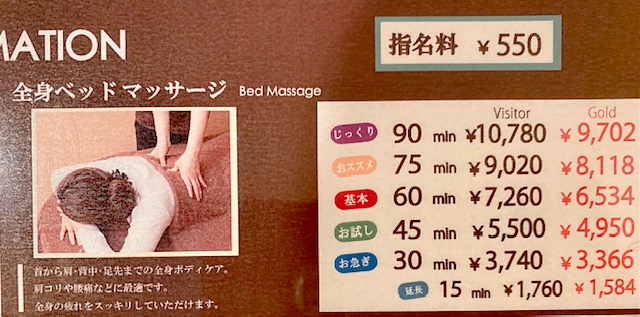 MATION
指名料 ¥550
全身ベッドマッサージ Bed Massage
Visitor Gold
じっくり 90 min ¥10,780 ¥9,702
おススメ 75 min ¥9,020 ¥8,118
基本 60 min ¥7,260 ¥6,534
お試し 45 min ¥5,500 ¥4,950
お急ぎ 30 min ¥3,740 ¥3,366
延長 15 min ¥1,760 ¥1,584
首から肩・背中・足先までの全身ボディケア。
肩コリや腰痛などに最適です。
全身の疲れをスッキリしていただけます。